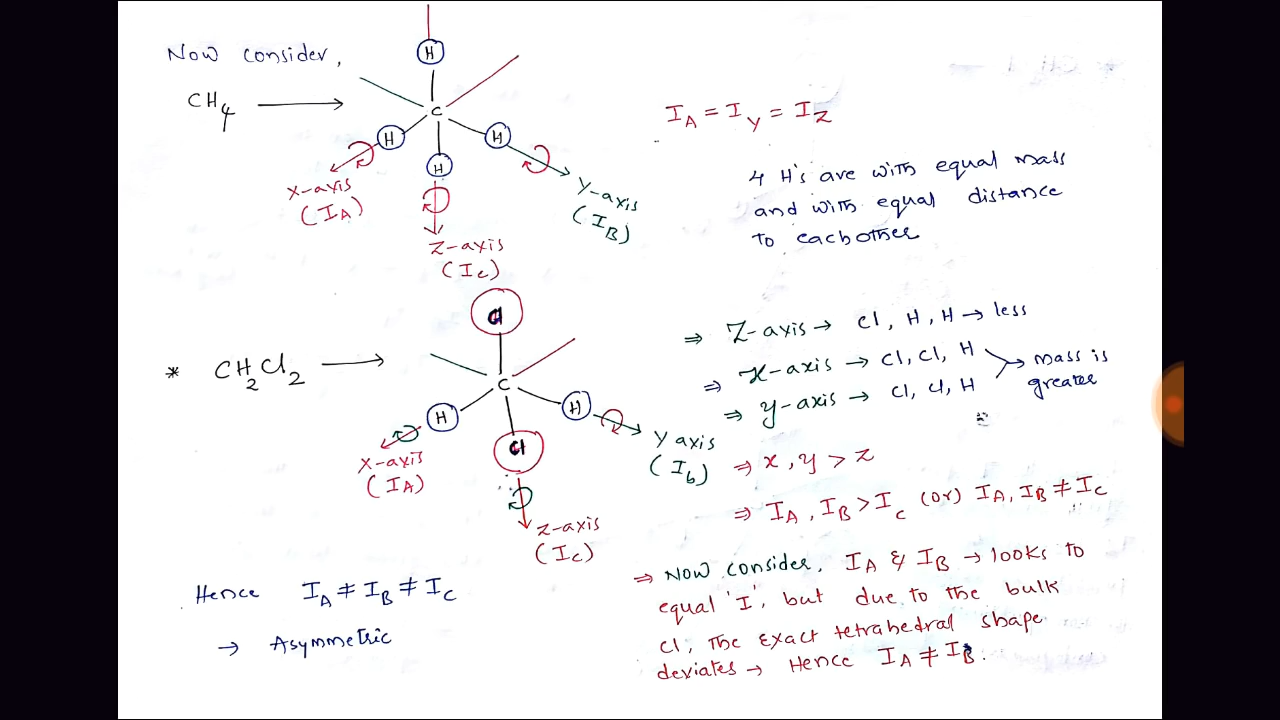 Now consider,
CH4
H
C
H
H
H
X-axis
(IA)
Y-axis
(IB)
Z-axis
(Ic)
IA = IY = IZ
4 H's are with equal mass
and with equal distance
to eachother
* CH2Cl2
Cl
C
H
H
Cl
X-axis
(IA)
Y axis
(Ib)
Z-axis
(Ic)
⇒ Z-axis → Cl, H, H → less
⇒ X-axis → Cl, Cl, H
⇒ y-axis → Cl, Cl, H
mass is
greater
⇒ x, y > z
⇒ IA, IB > Ic (or) IA, IB ≠ IC
Hence IA ≠ IB ≠ IC
→ Asymmetric
⇒ Now consider, IA & IB → looks to
equal 'I', but due to the bulk
Cl, The exact tetrahedral shape
deviates → Hence IA ≠ IB.